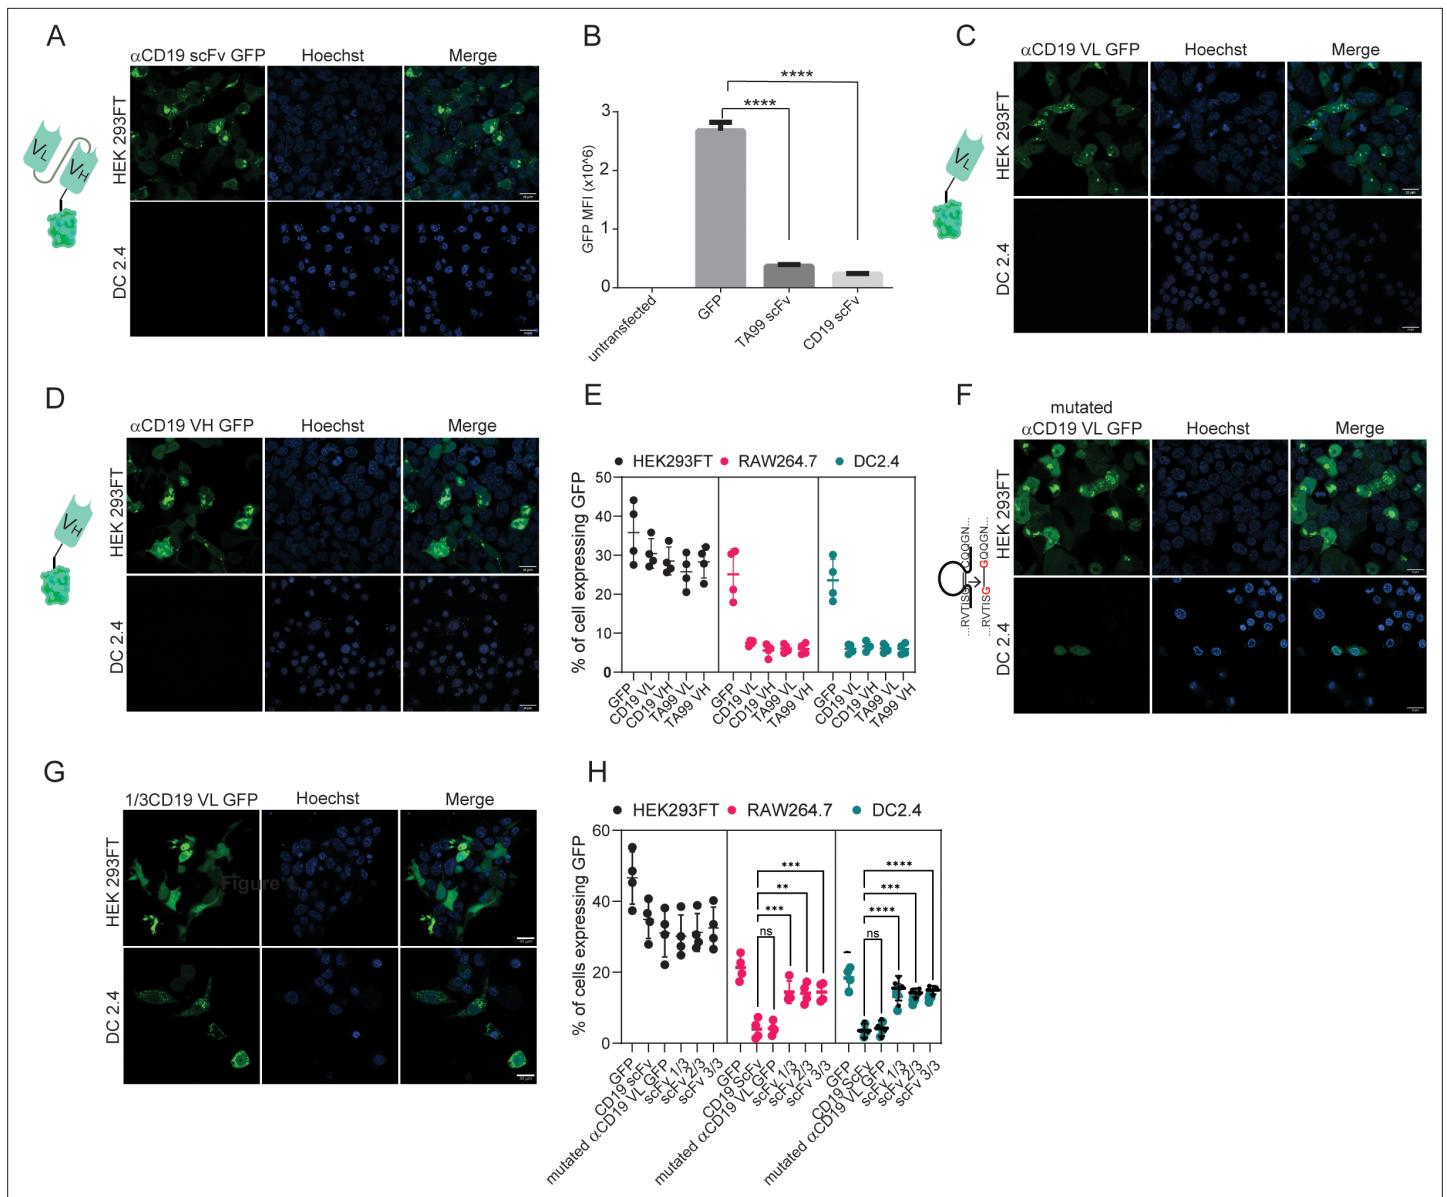 A
αCD19 scFv GFP
Hoechst
Merge
HEK 293FT
DC 2.4
VL
VH
B
****
****
3
2
1
0
GFP MFI (x10^6)
untransfected
GFP
TA99 scFv
CD19 scFv
C
αCD19 VL GFP
Hoechst
Merge
HEK 293FT
DC 2.4
VL
D
αCD19 VH GFP
Hoechst
Merge
HEK 293FT
DC 2.4
VH
E
HEK293FT
RAW264.7
DC2.4
% of cell expressing GFP
50
40
30
20
10
0
GFP
CD19 VL
CD19 VH
TA99 VL
TA99 VH
GFP
CD19 VL
CD19 VH
TA99 VL
TA99 VH
GFP
CD19 VL
CD19 VH
TA99 VL
TA99 VH
F
mutated
αCD19 VL GFP
Hoechst
Merge
HEK 293FT
DC 2.4
...RVTISG
...RVTISG
GQQGN...
G
1/3CD19 VL GFP
Hoechst
Merge
HEK 293FT
DC 2.4
Figure
H
HEK293FT
RAW264.7
DC2.4
% of cells expressing GFP
60
40
20
0
***
**
***
ns
****
***
****
ns
GFP
CD19 scFv
mutated αCD19 VL GFP
scFv 1/3
scFv 2/3
scFv 3/3
GFP
CD19 ScFv
mutated αCD19 VL GFP
scFv 1/3
scFv 2/3
scFv 3/3
GFP
CD19 ScFv
mutated αCD19 VL GFP
scFv 1/3
scFv 2/3
scFv 3/3